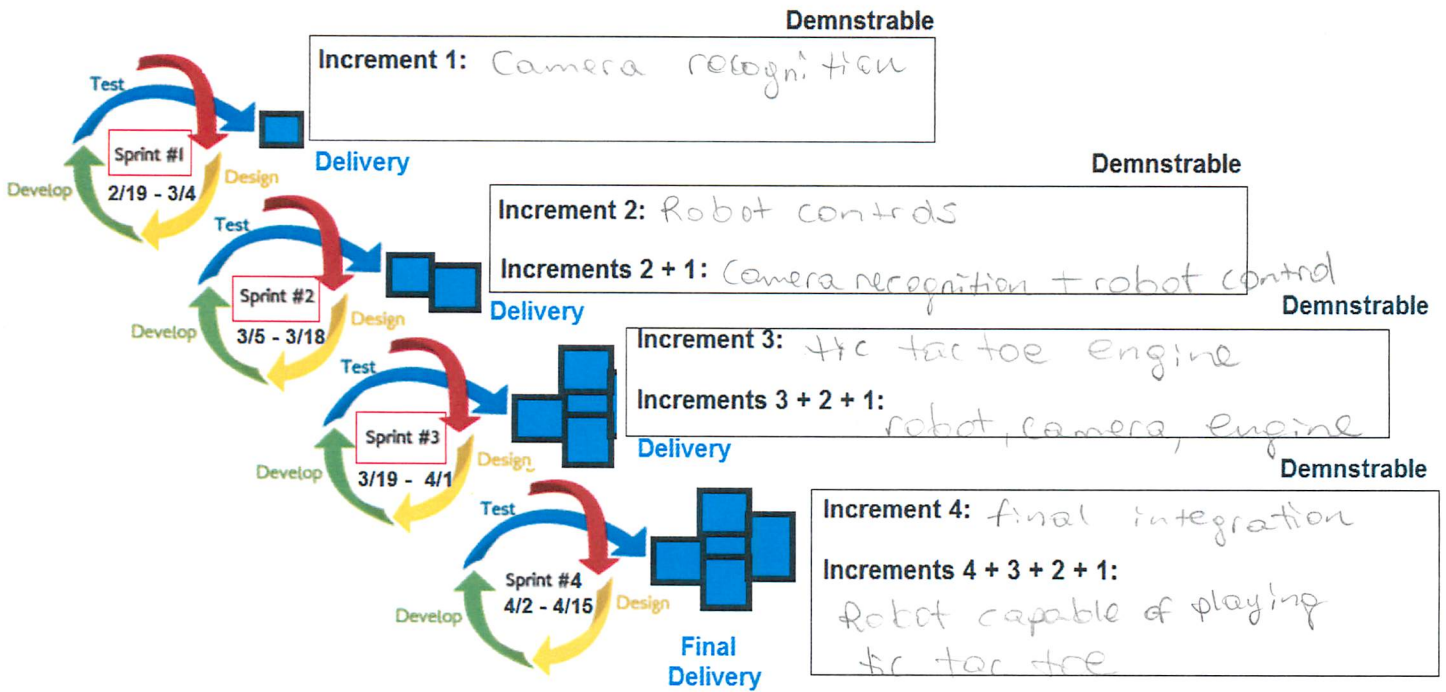 Demnstrable
Increment 1: Camera recognition
Test
Sprint #1
Delivery
Develop
2/19 - 3/4
Design
Demnstrable
Increment 2: Robot controls
Test
Increments 2 + 1: Camera recognition + robot control
Sprint #2
Delivery
Develop
3/5 - 3/18
Design
Demnstrable
Increment 3: tic tac toe engine
Test
Increments 3 + 2 + 1:
robot, camera, engine
Sprint #3
Delivery
Develop
3/19 - 4/1
Design
Demnstrable
Increment 4: final integration
Test
Increments 4 + 3 + 2 + 1:
Sprint #4
4/2 - 4/15
Design
Develop
Robot capable of playing
tic tac toe
Final
Delivery